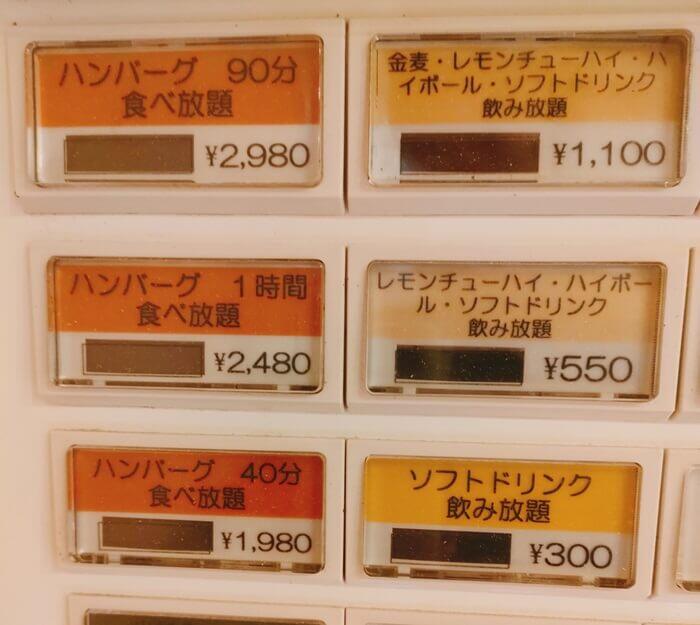 ハンバーグ 90分
食べ放題
¥2,980
金麦・レモンチューハイ・ハ
イボール・ソフトドリンク
飲み放題
¥1,100
ハンバーグ 1時間
食べ放題
¥2,480
レモンチューハイ・ハイボー
ル・ソフトドリンク
飲み放題
¥550
ハンバーグ 40分
食べ放題
¥1,980
ソフトドリンク
飲み放題
¥300